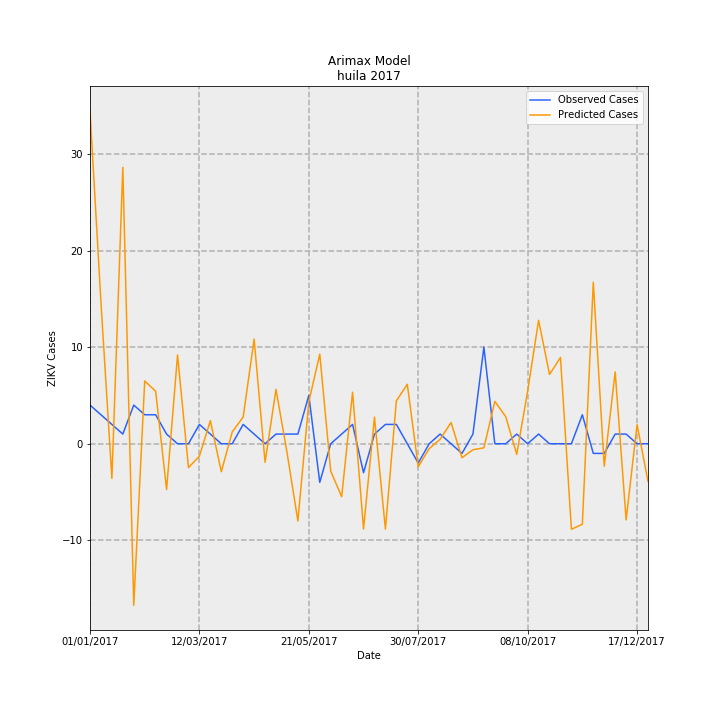 Arimax Model
huila 2017
Observed Cases
Predicted Cases
30
20
10
0
−10
ZIKV Cases
01/01/2017 12/03/2017 21/05/2017 30/07/2017 08/10/2017 17/12/2017
Date